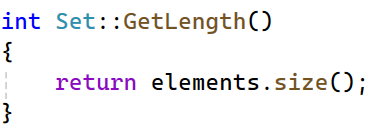 int Set::GetLength()
{
    return elements.size();
}